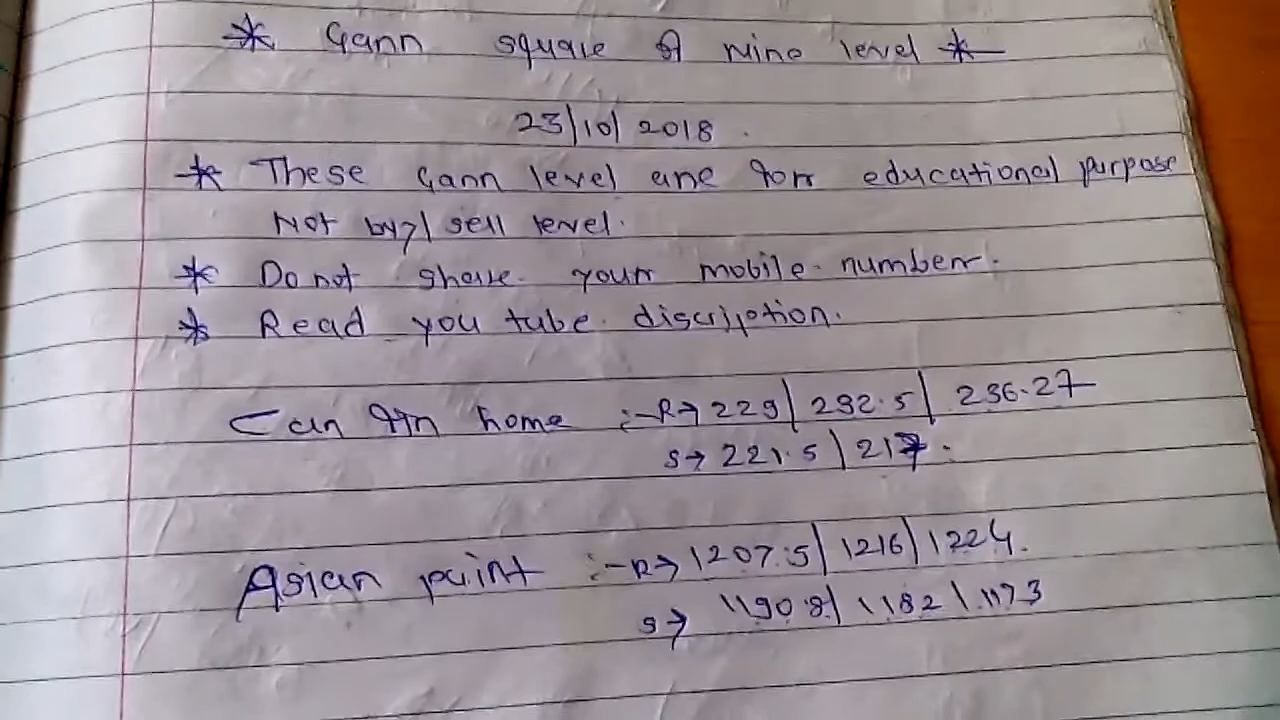 * Gann square of nine level *
23/10/2018.
* These Gann level are for educational purpose
Not by/ sell level.
* Do not share your mobile number.
* Read you tube discription.
Can fin home :- R→ 229/ 232.5/ 236.27
S→ 221.5/ 217.
Asian paint :- R→ 1207.5/ 1216/ 1224.
S→ 1190.8/ 1182/ 1173